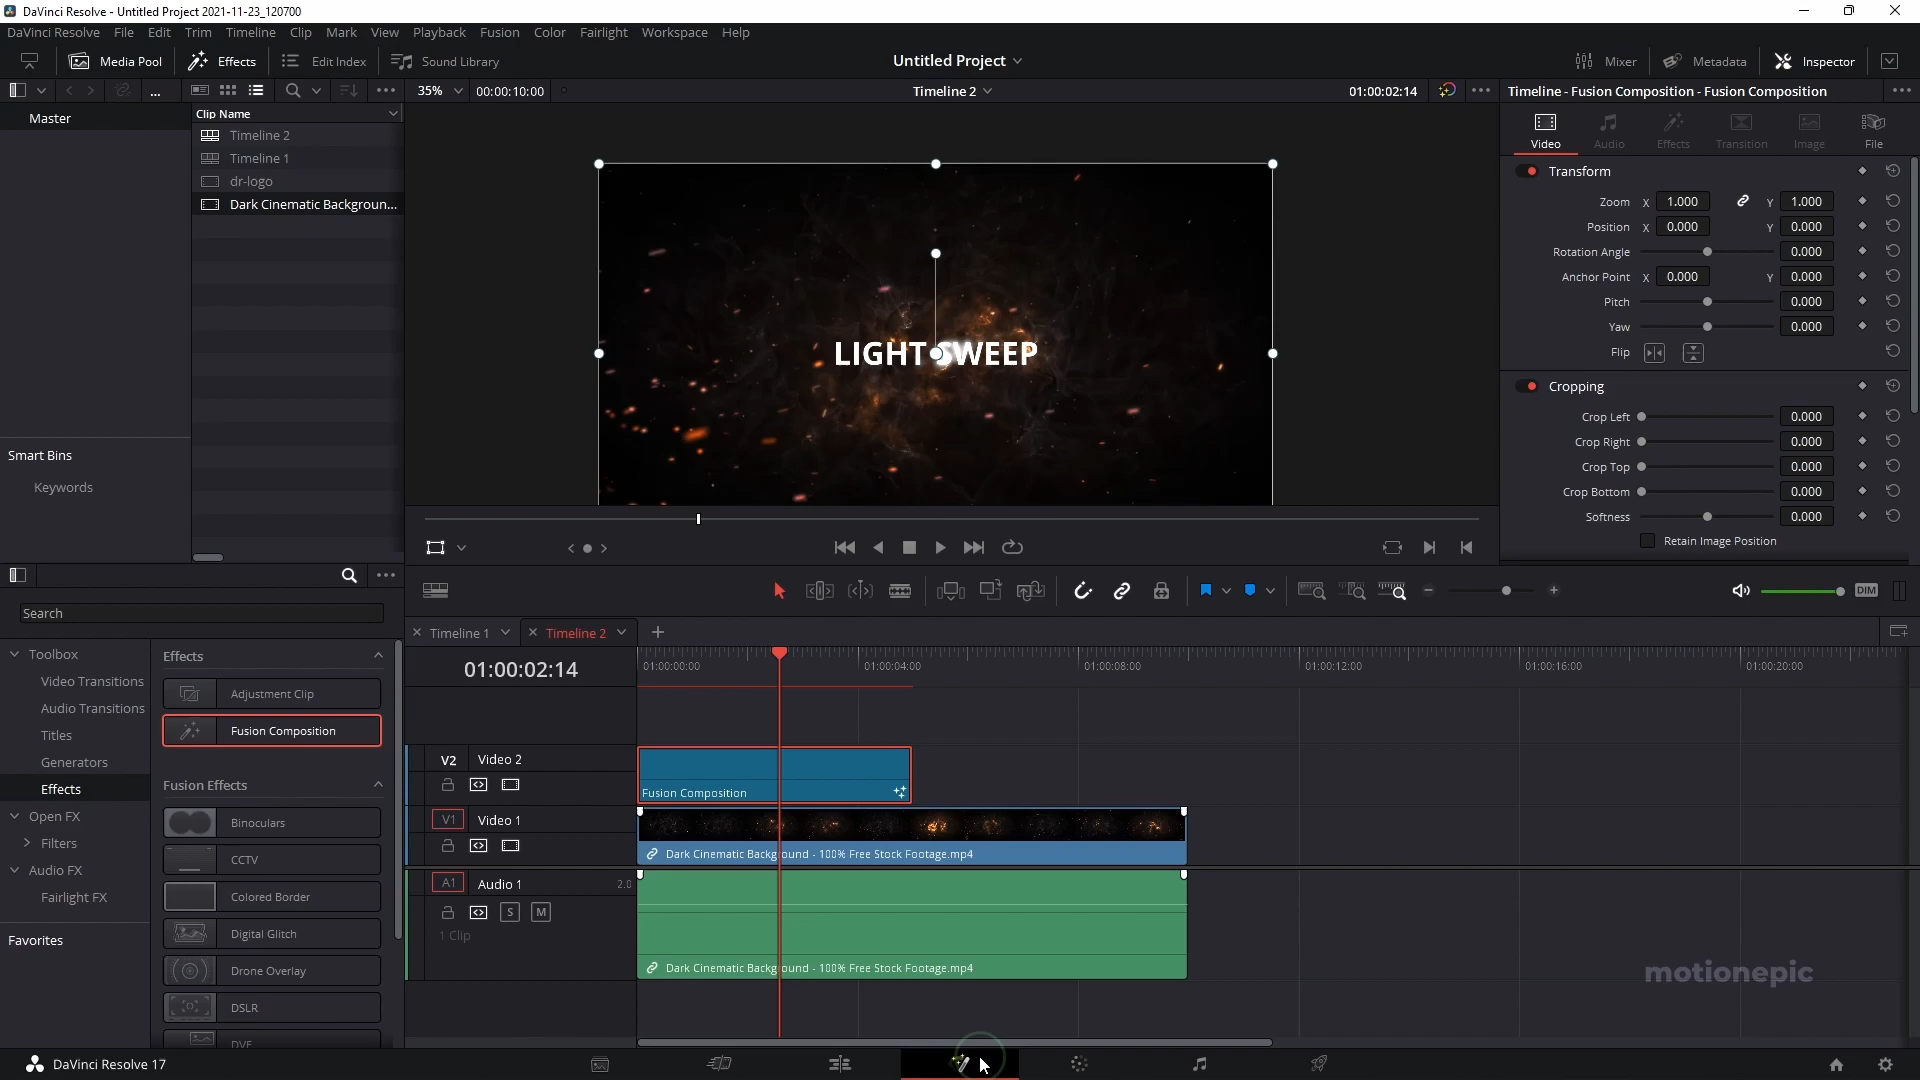 DaVinci Resolve - Untitled Project 2021-11-23_120700
DaVinci Resolve File Edit Trim Timeline Clip Mark View Playback Fusion Color Fairlight Workspace Help
Media Pool Effects Edit Index Sound Library Untitled Project Mixer Metadata Inspector
... 35% 00:00:10:00 Timeline 2 01:00:02:14 Timeline - Fusion Composition - Fusion Composition
Master
Clip Name
Timeline 2
Timeline 1
dr-logo
Dark Cinematic Backgroun...
Smart Bins
Keywords
LIGHT SWEEP
Video Audio Effects Transition Image File
Transform
Zoom X 1.000 Y 1.000
Position X 0.000 Y 0.000
Rotation Angle 0.000
Anchor Point X 0.000 Y 0.000
Pitch 0.000
Yaw 0.000
Flip
Cropping
Crop Left 0.000
Crop Right 0.000
Crop Top 0.000
Crop Bottom 0.000
Softness 0.000
Retain Image Position
DIM
Search
Toolbox
Video Transitions
Audio Transitions
Titles
Generators
Effects
Open FX
Filters
Audio FX
Fairlight FX
Favorites
Effects
Adjustment Clip
Fusion Composition
Fusion Effects
Binoculars
CCTV
Colored Border
Digital Glitch
Drone Overlay
DSLR
DVE
Timeline 1 Timeline 2
01:00:02:14
01:00:00:00 01:00:04:00 01:00:08:00 01:00:12:00 01:00:16:00 01:00:20:00
V2 Video 2
Fusion Composition
V1 Video 1
Dark Cinematic Background - 100% Free Stock Footage.mp4
A1 Audio 1 2.0
S M
1 Clip
Dark Cinematic Background - 100% Free Stock Footage.mp4
motionepic
DaVinci Resolve 17